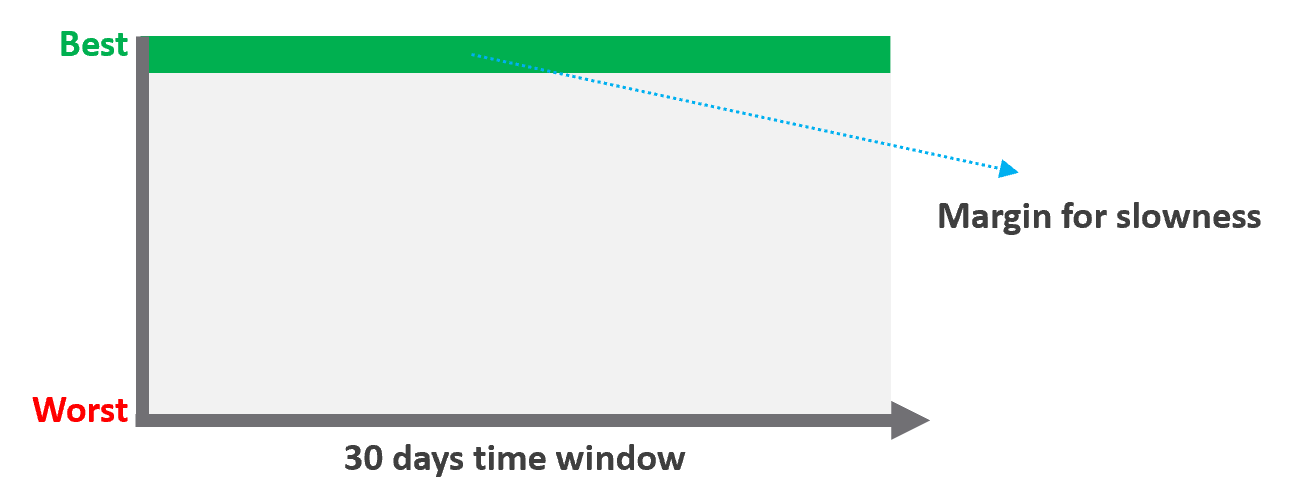 Best
Margin for slowness
Worst
30 days time window